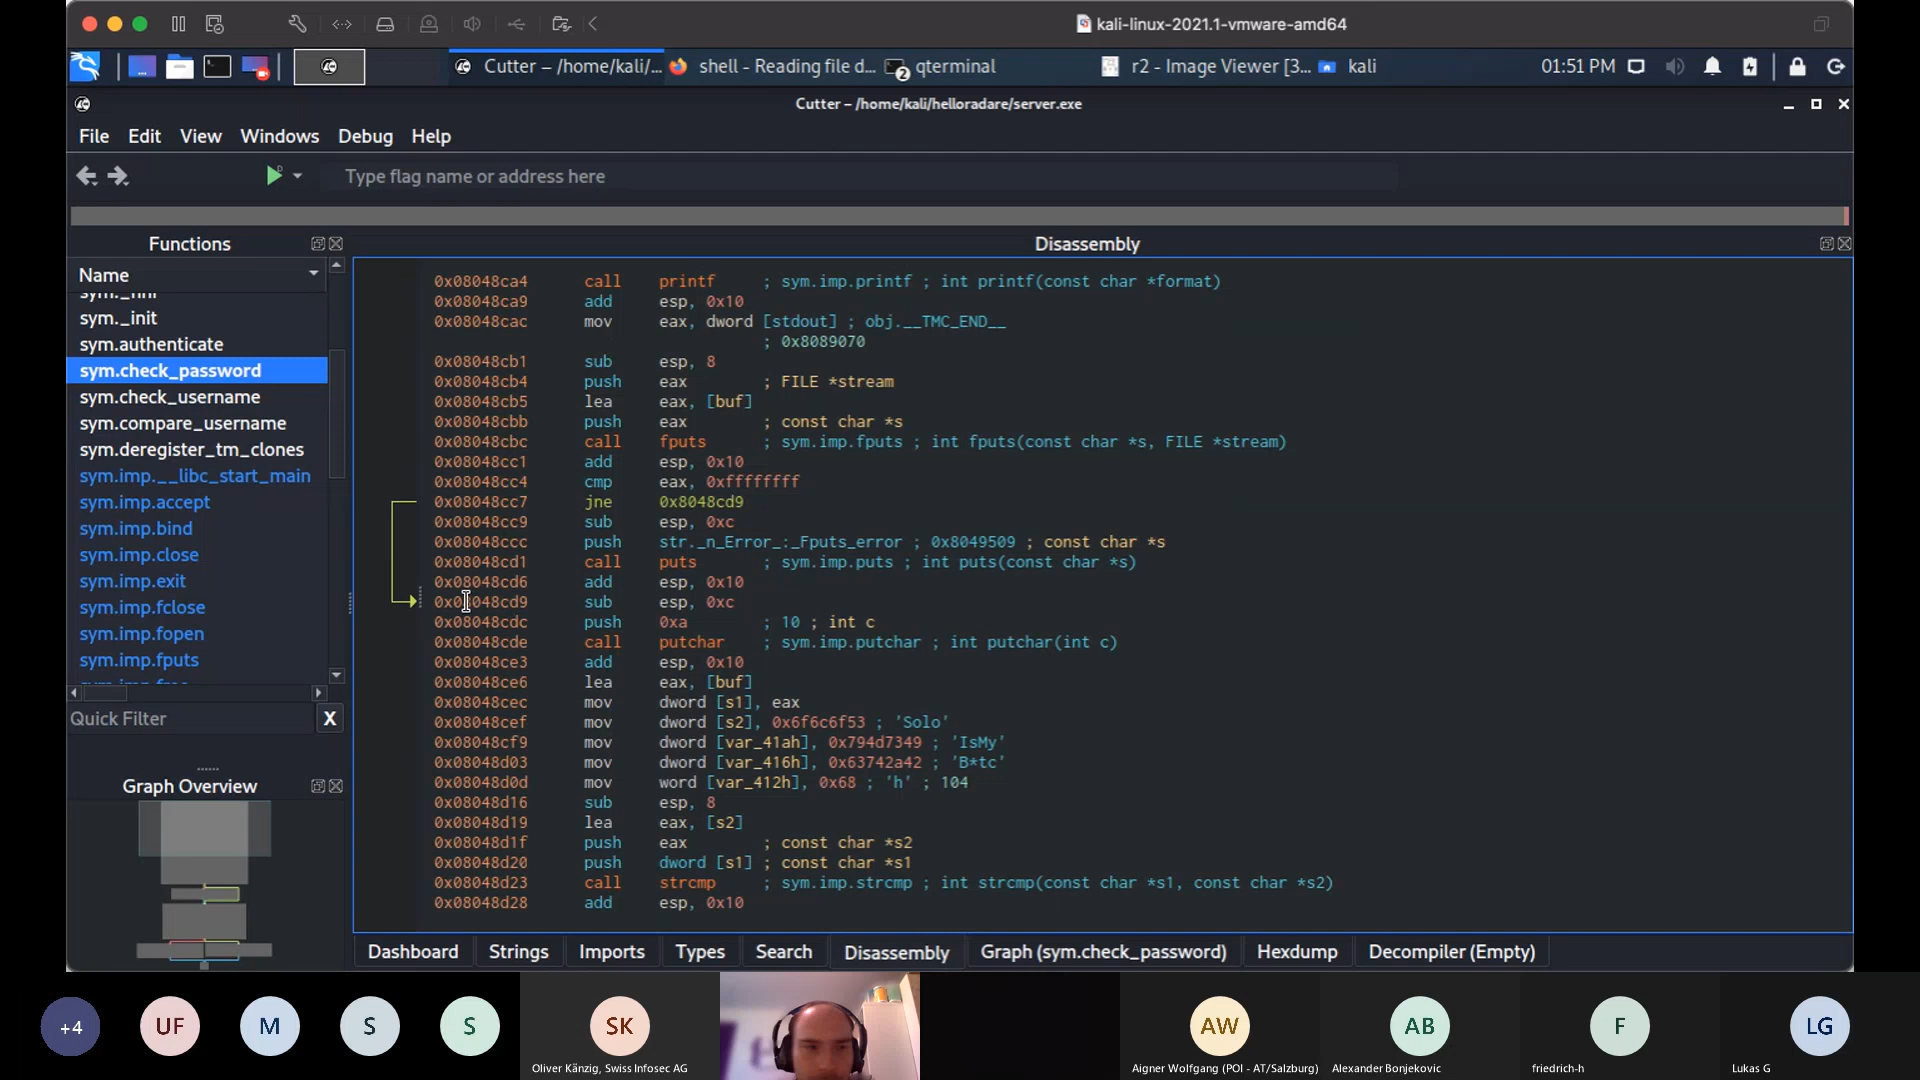 kali-linux-2021.1-vmware-amd64
Cutter – /home/kali/... shell - Reading file d... 2 qterminal r2 - Image Viewer [3... kali 01:51 PM
Cutter – /home/kali/helloradare/server.exe
File Edit View Windows Debug Help
Type flag name or address here
Functions
Name
sym._init
sym.authenticate
sym.check_password
sym.check_username
sym.compare_username
sym.deregister_tm_clones
sym.imp.__libc_start_main
sym.imp.accept
sym.imp.bind
sym.imp.close
sym.imp.exit
sym.imp.fclose
sym.imp.fopen
sym.imp.fputs
Quick Filter X
Graph Overview
Disassembly
0x08048ca4 call printf ; sym.imp.printf ; int printf(const char *format)
0x08048ca9 add esp, 0x10
0x08048cac mov eax, dword [stdout] ; obj.__TMC_END__
; 0x8089070
0x08048cb1 sub esp, 8
0x08048cb4 push eax ; FILE *stream
0x08048cb5 lea eax, [buf]
0x08048cbb push eax ; const char *s
0x08048cbc call fputs ; sym.imp.fputs ; int fputs(const char *s, FILE *stream)
0x08048cc1 add esp, 0x10
0x08048cc4 cmp eax, 0xffffffff
0x08048cc7 jne 0x8048cd9
0x08048cc9 sub esp, 0xc
0x08048ccc push str._n_Error_:_Fputs_error ; 0x8049509 ; const char *s
0x08048cd1 call puts ; sym.imp.puts ; int puts(const char *s)
0x08048cd6 add esp, 0x10
0x08048cd9 sub esp, 0xc
0x08048cdc push 0xa ; 10 ; int c
0x08048cde call putchar ; sym.imp.putchar ; int putchar(int c)
0x08048ce3 add esp, 0x10
0x08048ce6 lea eax, [buf]
0x08048cec mov dword [s1], eax
0x08048cef mov dword [s2], 0x6f6c6f53 ; 'Solo'
0x08048cf9 mov dword [var_41ah], 0x794d7349 ; 'IsMy'
0x08048d03 mov dword [var_416h], 0x63742a42 ; 'B*tc'
0x08048d0d mov word [var_412h], 0x68 ; 'h' ; 104
0x08048d16 sub esp, 8
0x08048d19 lea eax, [s2]
0x08048d1f push eax ; const char *s2
0x08048d20 push dword [s1] ; const char *s1
0x08048d23 call strcmp ; sym.imp.strcmp ; int strcmp(const char *s1, const char *s2)
0x08048d28 add esp, 0x10
Dashboard Strings Imports Types Search Disassembly Graph (sym.check_password) Hexdump Decompiler (Empty)
+4 UF M S S SK AW AB F LG
Oliver Känzig, Swiss Infosec AG Aigner Wolfgang (POI - AT/Salzburg) Alexander Bonjekovic friedrich-h Lukas G